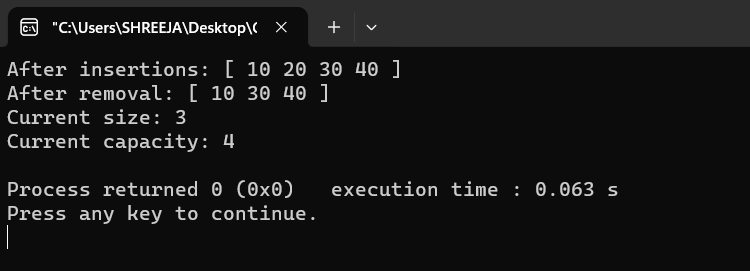 "C:\Users\SHREEJA\Desktop\
After insertions: [ 10 20 30 40 ]
After removal: [ 10 30 40 ]
Current size: 3
Current capacity: 4
Process returned 0 (0x0)   execution time : 0.063 s
Press any key to continue.